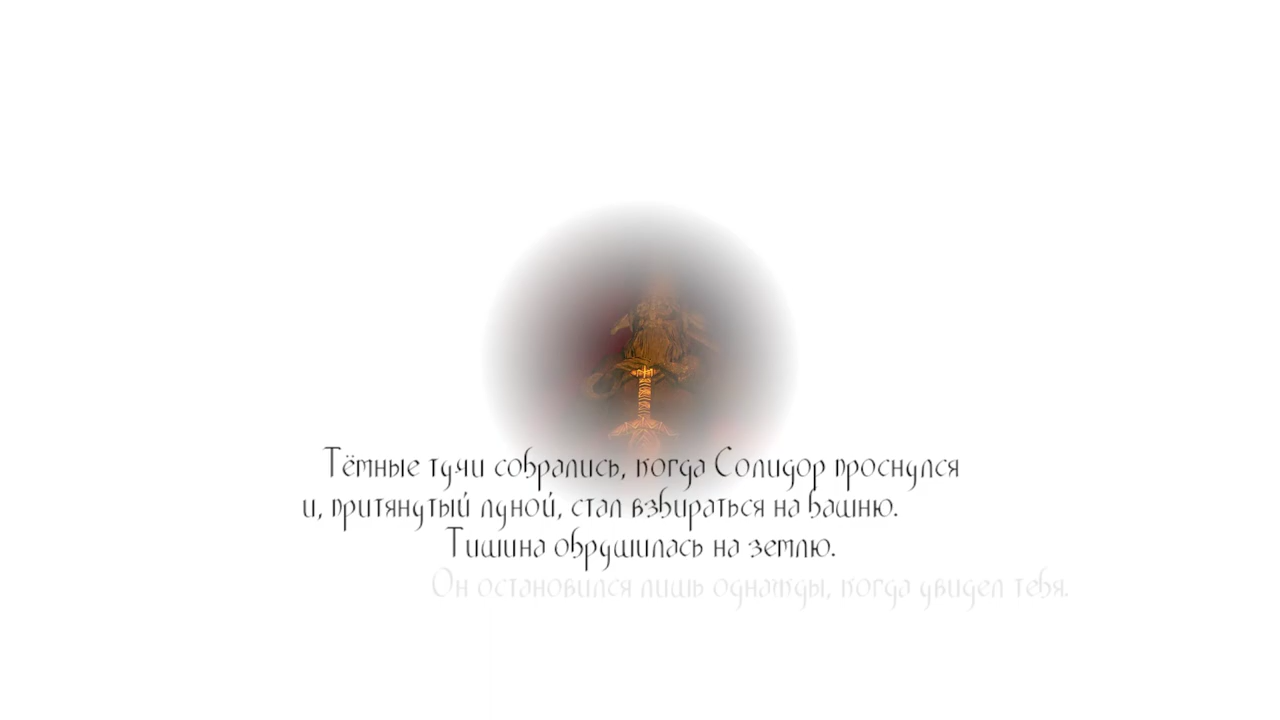 Тёмные тучи собрались, когда Солидор проснулся
и, притянутый луной, стал взбираться на башню.
Тишина обрушилась на землю.
Он остановился лишь однажды, когда увидел тебя.